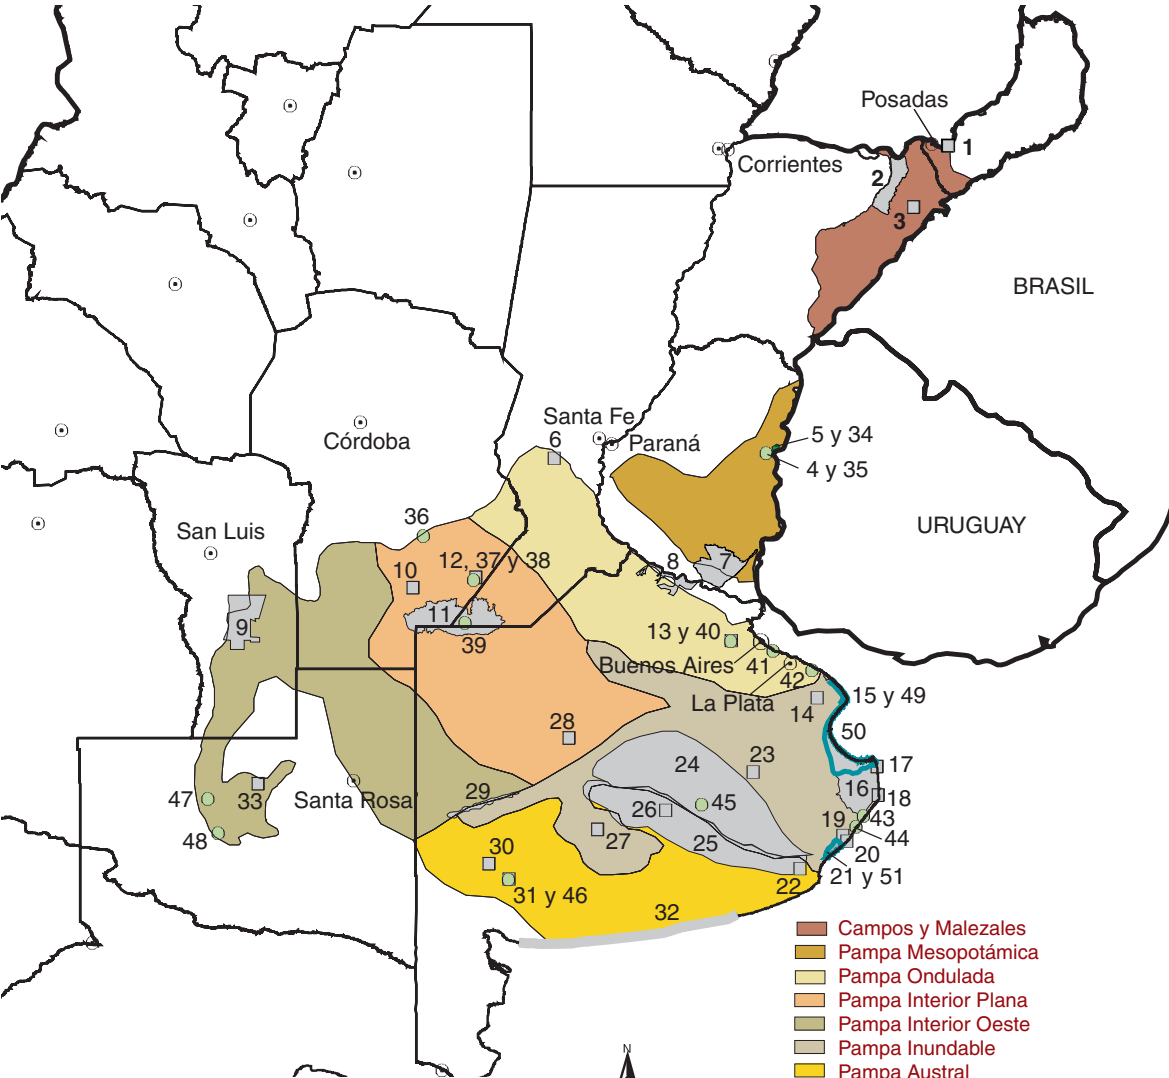 Posadas
1
Corrientes
2
3
BRASIL
Santa Fe
Córdoba
6
Paraná
5 y 34
4 y 35
36
San Luis
URUGUAY
10
12, 37 y 38
8
7
11
9
39
13 y 40
Buenos Aires
41
42
La Plata
14
15 y 49
28
50
24
23
17
47
33
Santa Rosa
29
16
18
26
45
48
27
25
19
43
44
30
20
31 y 46
22
21 y 51
32
Campos y Malezales
Pampa Mesopotámica
Pampa Ondulada
Pampa Interior Plana
Pampa Interior Oeste
Pampa Inundable
Pampa Austral
N